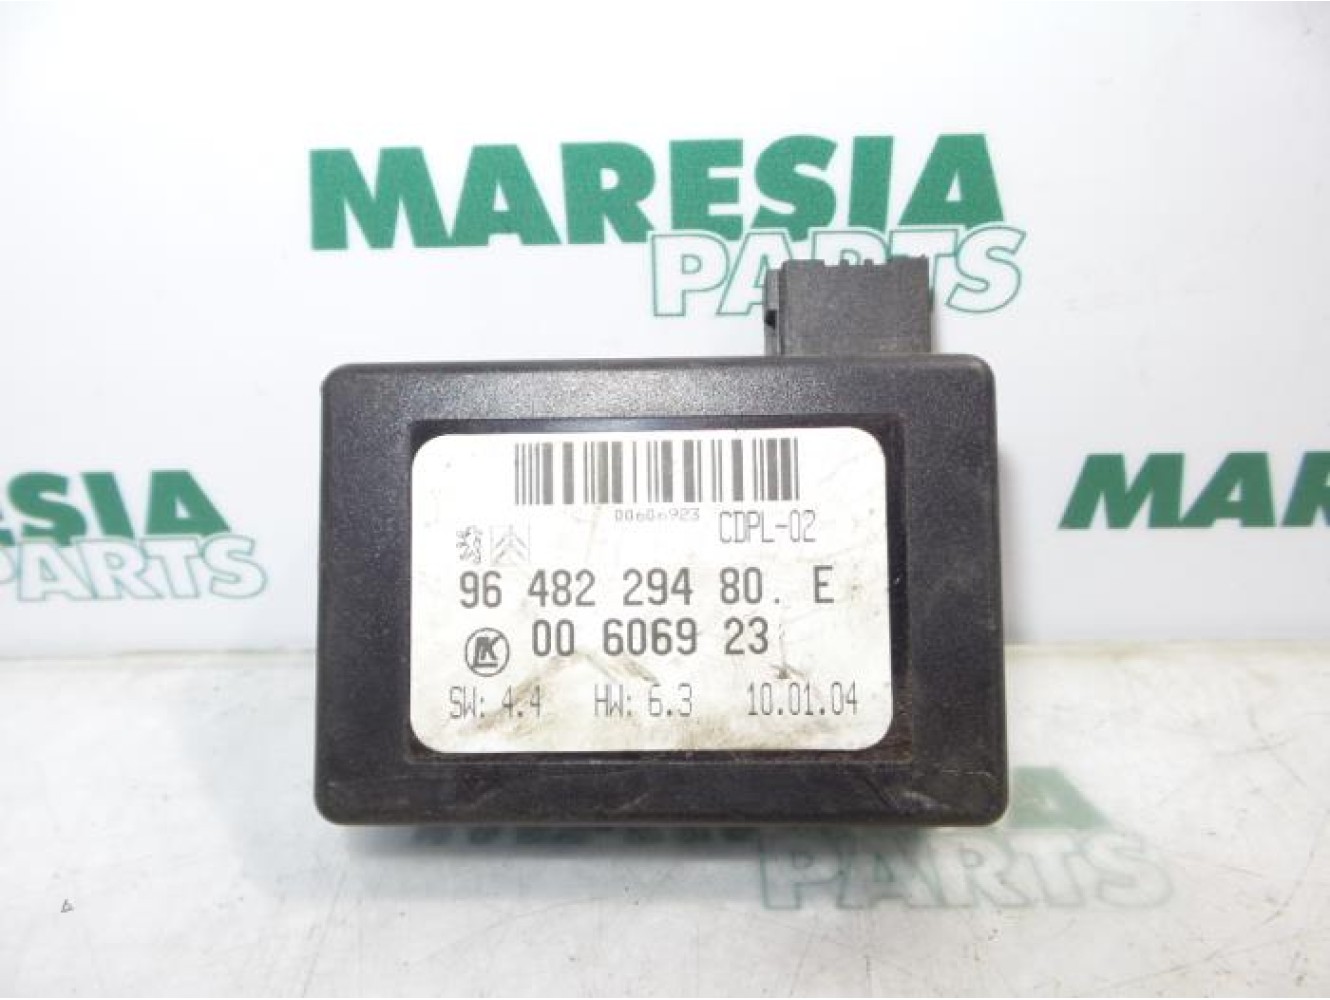 MARESIA
PARTS
00606923
CDPL-02
96 482 294 80. E
00 6069 23
SW: 4.4 HW: 6.3 10.01.04
ESIA
PARTS
MARES
PARTS